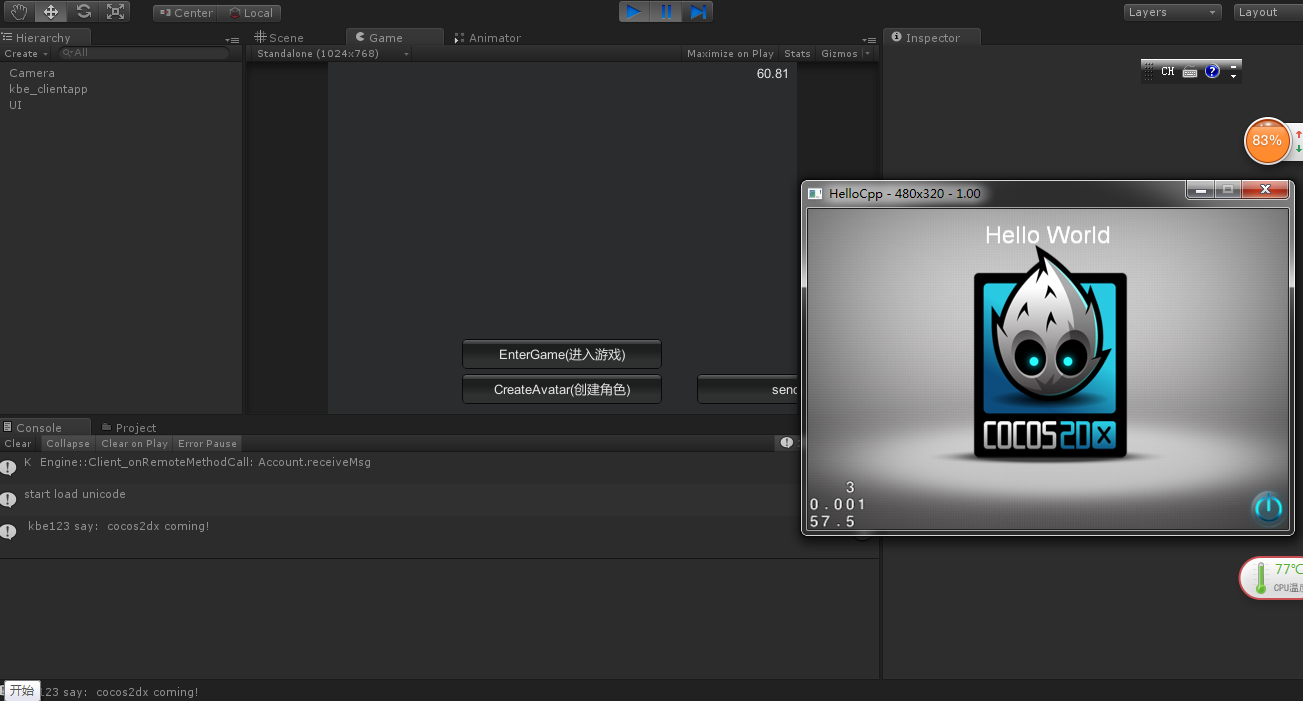 Center Local Layers Layout
Hierarchy Scene Game Animator Inspector
Create All Standalone (1024x768) Maximize on Play Stats Gizmos
Camera
kbe_clientapp
UI
60.81
CH
83%
HelloCpp - 480x320 - 1.00
Hello World
COCOS2DX
3
0.001
57.5
EnterGame(进入游戏)
CreateAvatar(创建角色) send
Console Project
Clear Collapse Clear on Play Error Pause
K Engine::Client_onRemoteMethodCall: Account.receiveMsg
start load unicode
kbe123 say: cocos2dx coming!
77℃
CPU温
开始 123 say: cocos2dx coming!